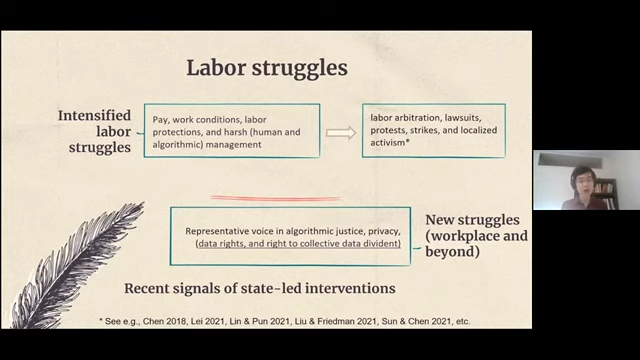 Labor struggles
Intensified
labor
struggles
Pay, work conditions, labor
protections, and harsh (human and
algorithmic) management
labor arbitration, lawsuits,
protests, strikes, and localized
activism*
Representative voice in algorithmic justice, privacy,
(data rights, and right to collective data divident)
New struggles
(workplace and
beyond)
Recent signals of state-led interventions
* See e.g., Chen 2018, Lei 2021, Lin & Pun 2021, Liu & Friedman 2021, Sun & Chen 2021, etc.